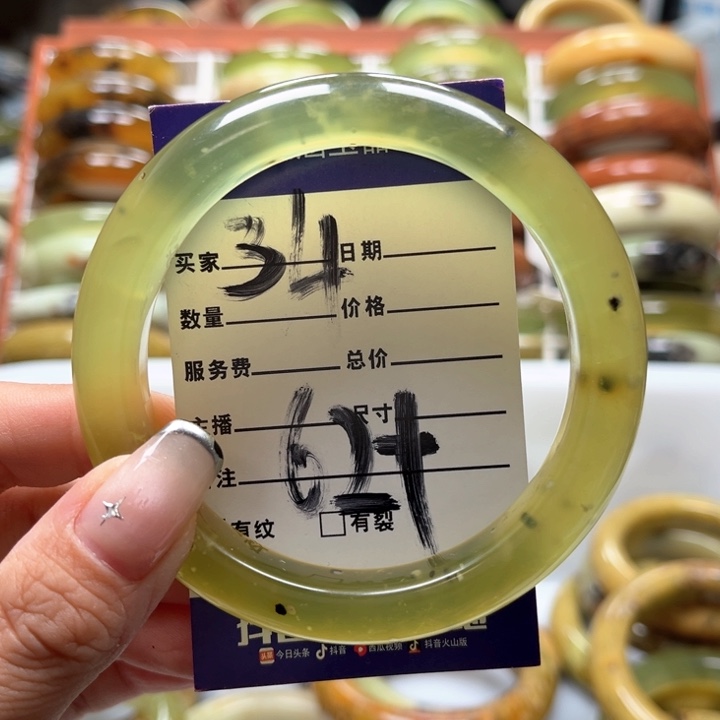 买家 34 日期
数量 价格
服务费 总价
主播 尺寸
注 62+
有纹 有裂
今日头条 抖音 西瓜视频 抖音火山版